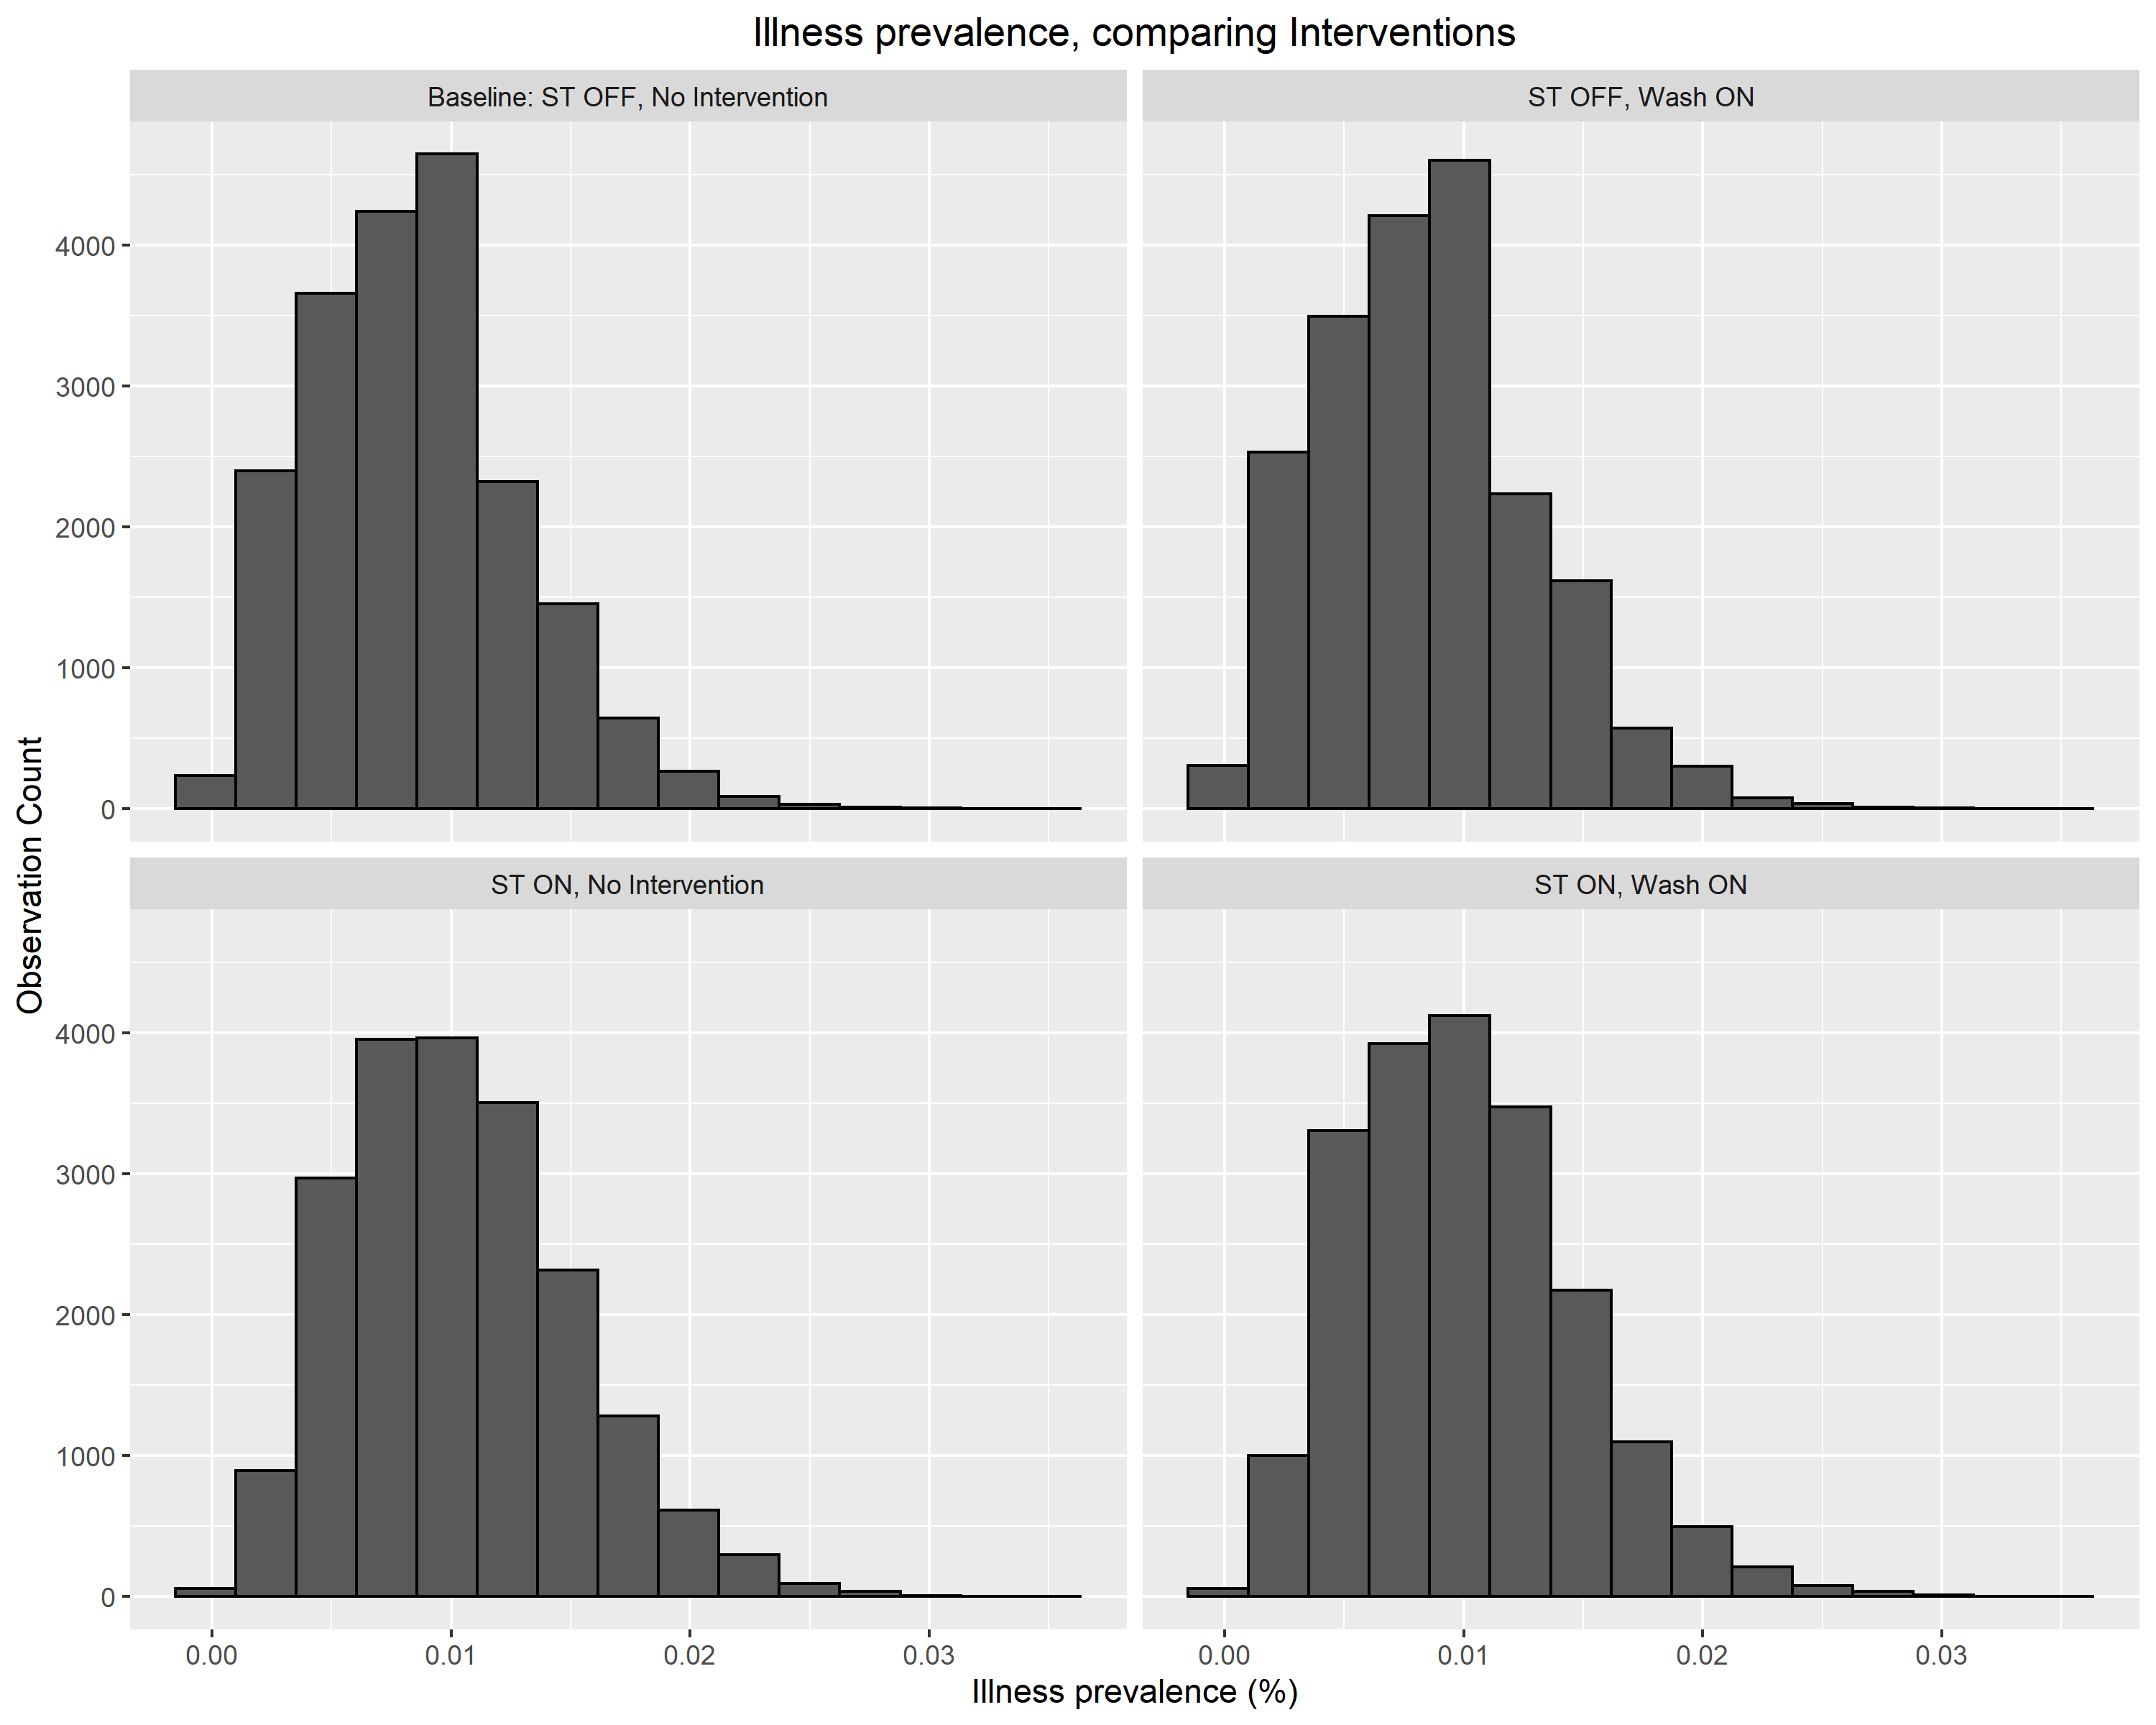 Illness prevalence, comparing Interventions
Baseline: ST OFF, No Intervention
ST OFF, Wash ON
4000
3000
2000
1000
0
Observation Count
ST ON, No Intervention
ST ON, Wash ON
4000
3000
2000
1000
0
0.00 0.01 0.02 0.03
0.00 0.01 0.02 0.03
Illness prevalence (%)